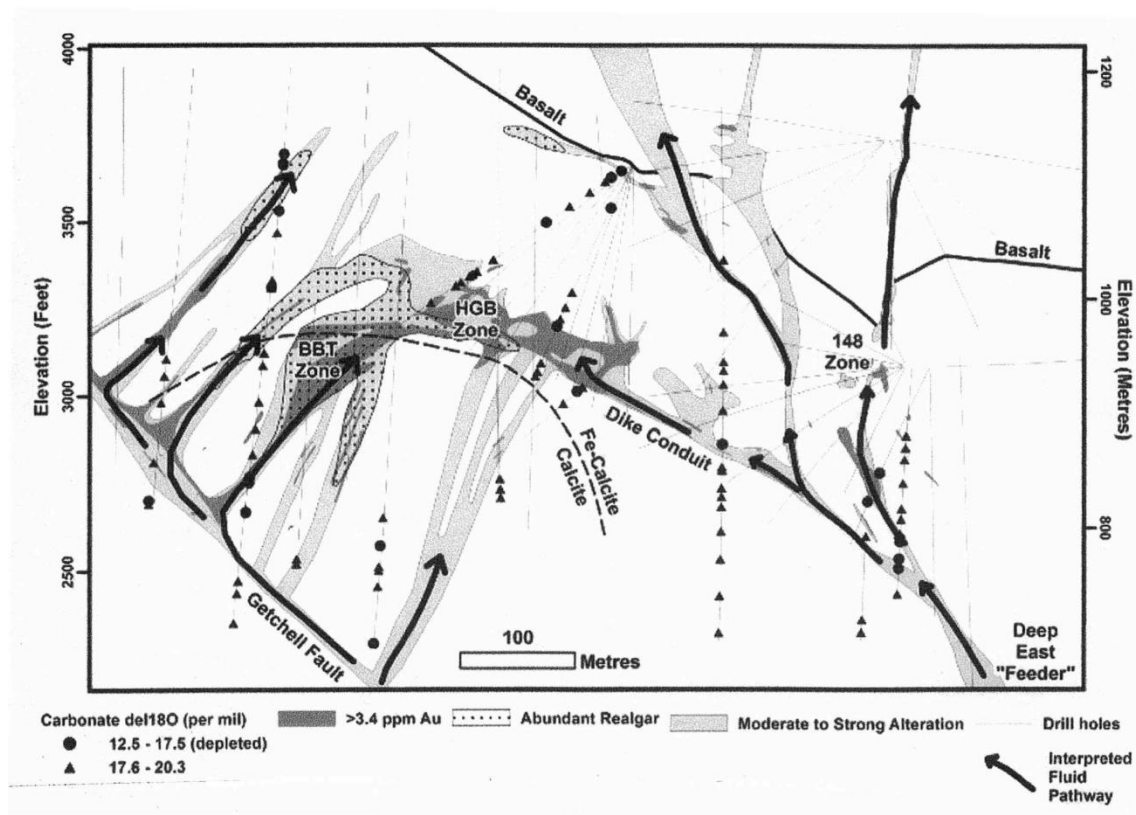 4000
3500
3000
2500
Elevation (Feet)
1200
1000
800
Elevation (Metres)
Basalt
Basalt
HGB
Zone
BBT
Zone
148
Zone
Dike Conduit
Fe-Calcite
Calcite
Getchell Fault
100
Metres
Deep
East
"Feeder"
Carbonate del18O (per mil)
12.5 - 17.5 (depleted)
17.6 - 20.3
>3.4 ppm Au
Abundant Realgar
Moderate to Strong Alteration
Drill holes
Interpreted
Fluid
Pathway